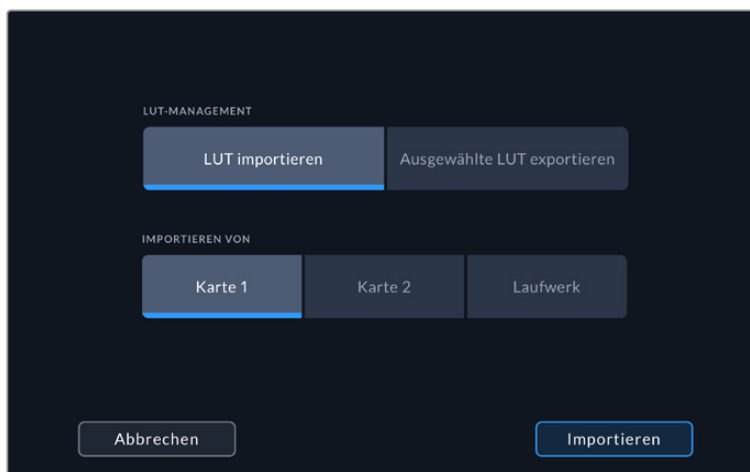 LUT-MANAGEMENT
LUT importieren
Ausgewählte LUT exportieren
IMPORTIEREN VON
Karte 1
Karte 2
Laufwerk
Abbrechen
Importieren